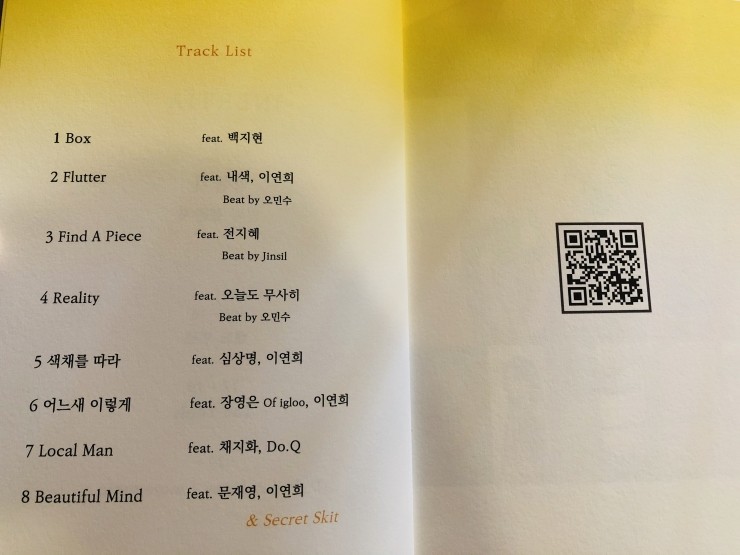 Track List
1 Box feat. 백지현
2 Flutter feat. 내색, 이연희
Beat by 오민수
3 Find A Piece feat. 전지혜
Beat by Jinsil
4 Reality feat. 오늘도 무사히
Beat by 오민수
5 색채를 따라 feat. 심상명, 이연희
6 어느새 이렇게 feat. 장영은 Of igloo, 이연희
7 Local Man feat. 채지화, Do.Q
8 Beautiful Mind feat. 문재영, 이연희
& Secret Skit